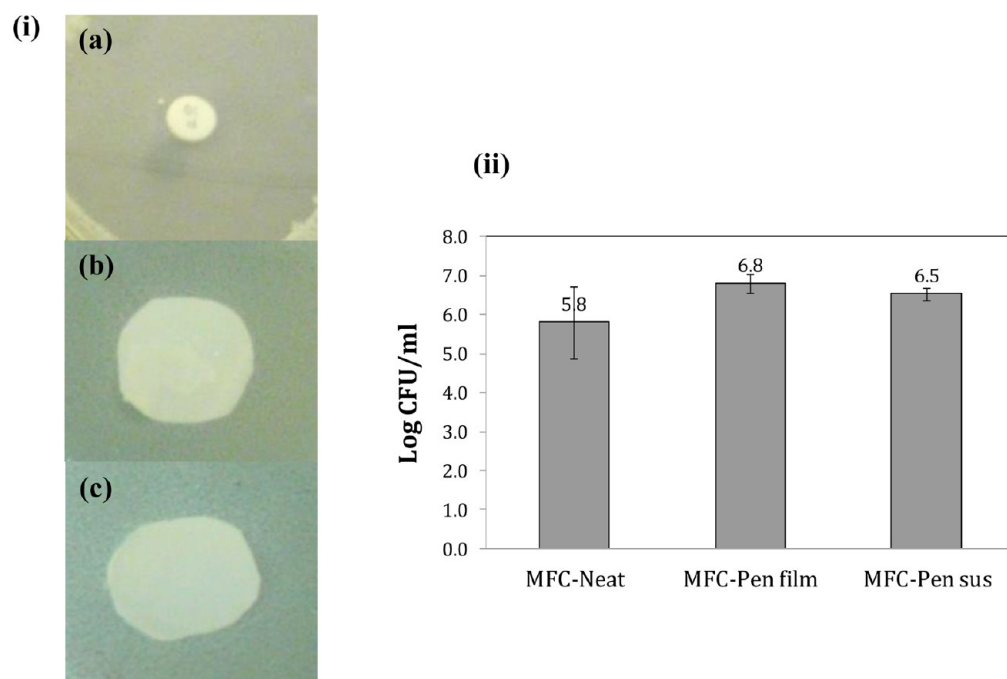 (i)
(a)
(b)
(c)
(ii)
Log CFU/ml
8.0
7.0
6.0
5.0
4.0
3.0
2.0
1.0
0.0
5.8
6.8
6.5
MFC-Neat
MFC-Pen film
MFC-Pen sus